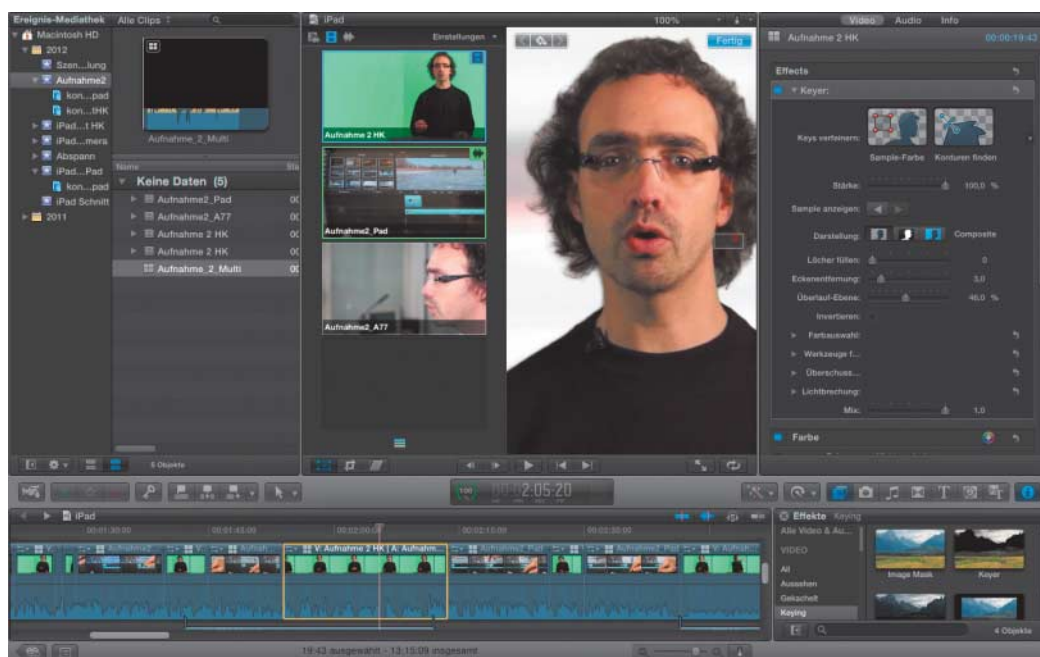 Ereignis-Mediathek
Alle Clips
Macintosh HD
2012
Szen...lung
Aufnahme2
kon...pad
kon...tHK
iPad...t HK
iPad...mera
Abspann
iPad...Pad
kon...pad
iPad Schnitt
2011
Aufnahme_2_Multi
Name
Sta
Keine Daten (5)
Aufnahme2_Pad
Aufnahme2_A77
Aufnahme 2 HK
Aufnahme 2 HK
Aufnahme_2_Multi
5 Objekte
iPad
100%
Einstellungen
Fertig
Aufnahme 2 HK
Aufnahme2_Pad
Aufnahme2_A77
Video
Audio
Info
Aufnahme 2 HK
00:00:19:43
Effects
Keyer:
Keys verfeinern:
Sample-Farbe
Konturen finden
Stärke:
100,0 %
Sample anzeigen:
Darstellung:
Composite
Löcher füllen:
0
Eckenentfernung:
3,0
Überlauf-Ebene:
40,0 %
Invertieren:
Farbauswahl:
Werkzeuge f...
Überschuss...
Lichtbrechung:
Mix:
1,0
Farbe
100
2:05:20
iPad
00:01:30:00
00:01:45:00
00:02:00:00
00:02:15:00
00:02:30:00
V: Aufnahme 2 HK | A: Aufnahm...
Effekte
Keying
Alle Video & Au...
VIDEO
All
Aussehen
Gekachelt
Keying
Image Mask
Keyer
4 Objekte
19:43 ausgewählt - 13:15:09 insgesamt